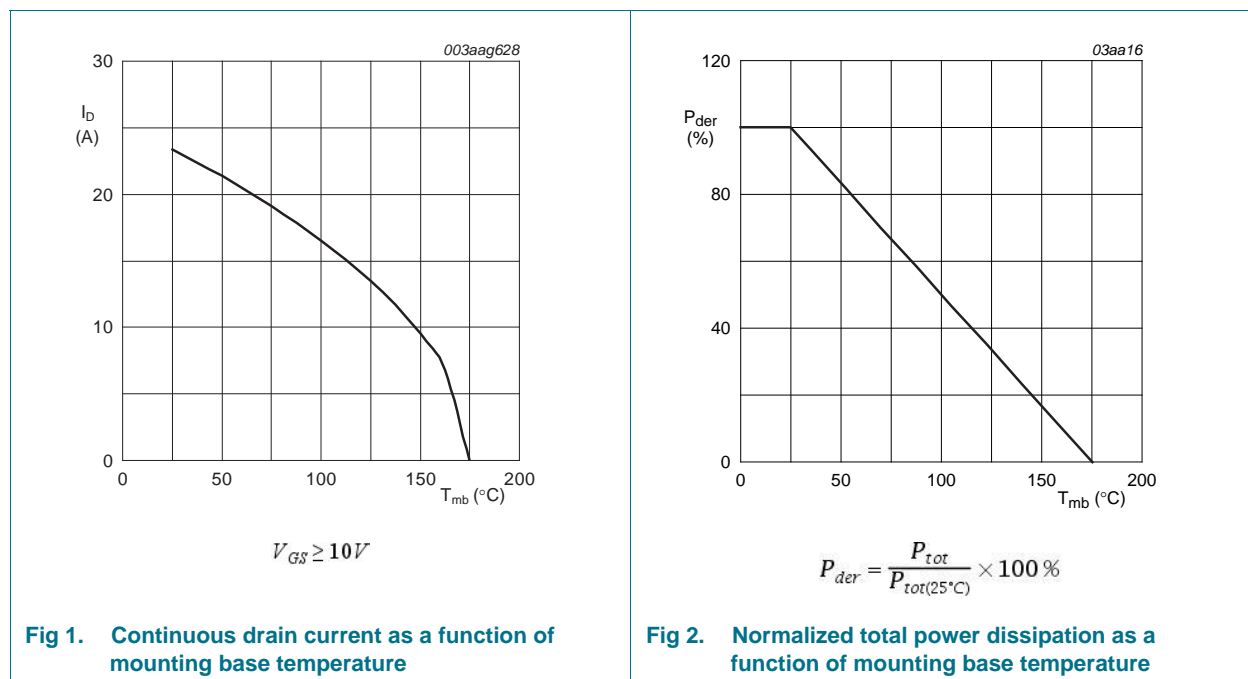 003aag628
30
I_D
(A)
20
10
0
0 50 100 150 200
T_mb (°C)
V_GS ≥ 10 V
Fig 1. Continuous drain current as a function of
mounting base temperature
03aa16
120
P_der
(%)
80
40
0
0 50 100 150 200
T_mb (°C)
P_der = P_tot / P_tot(25°C) × 100 %
Fig 2. Normalized total power dissipation as a
function of mounting base temperature